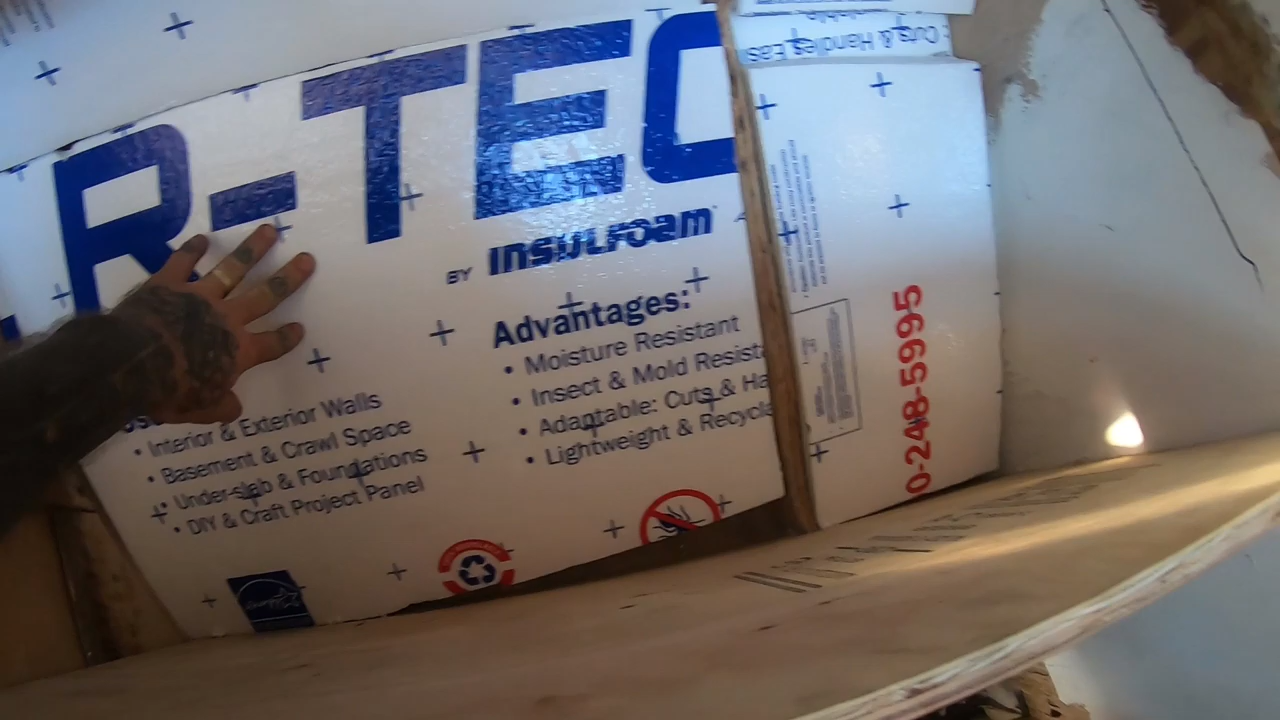 R-TEC
BY INSULFOAM
Advantages:
• Moisture Resistant
• Insect & Mold Resist
• Adaptable: Cuts & Ha
• Lightweight & Recycla
• Interior & Exterior Walls
• Basement & Crawl Space
• Under-slab & Foundations
• DIY & Craft Project Panel
: Cuts & Handles Eas
0-248-5995